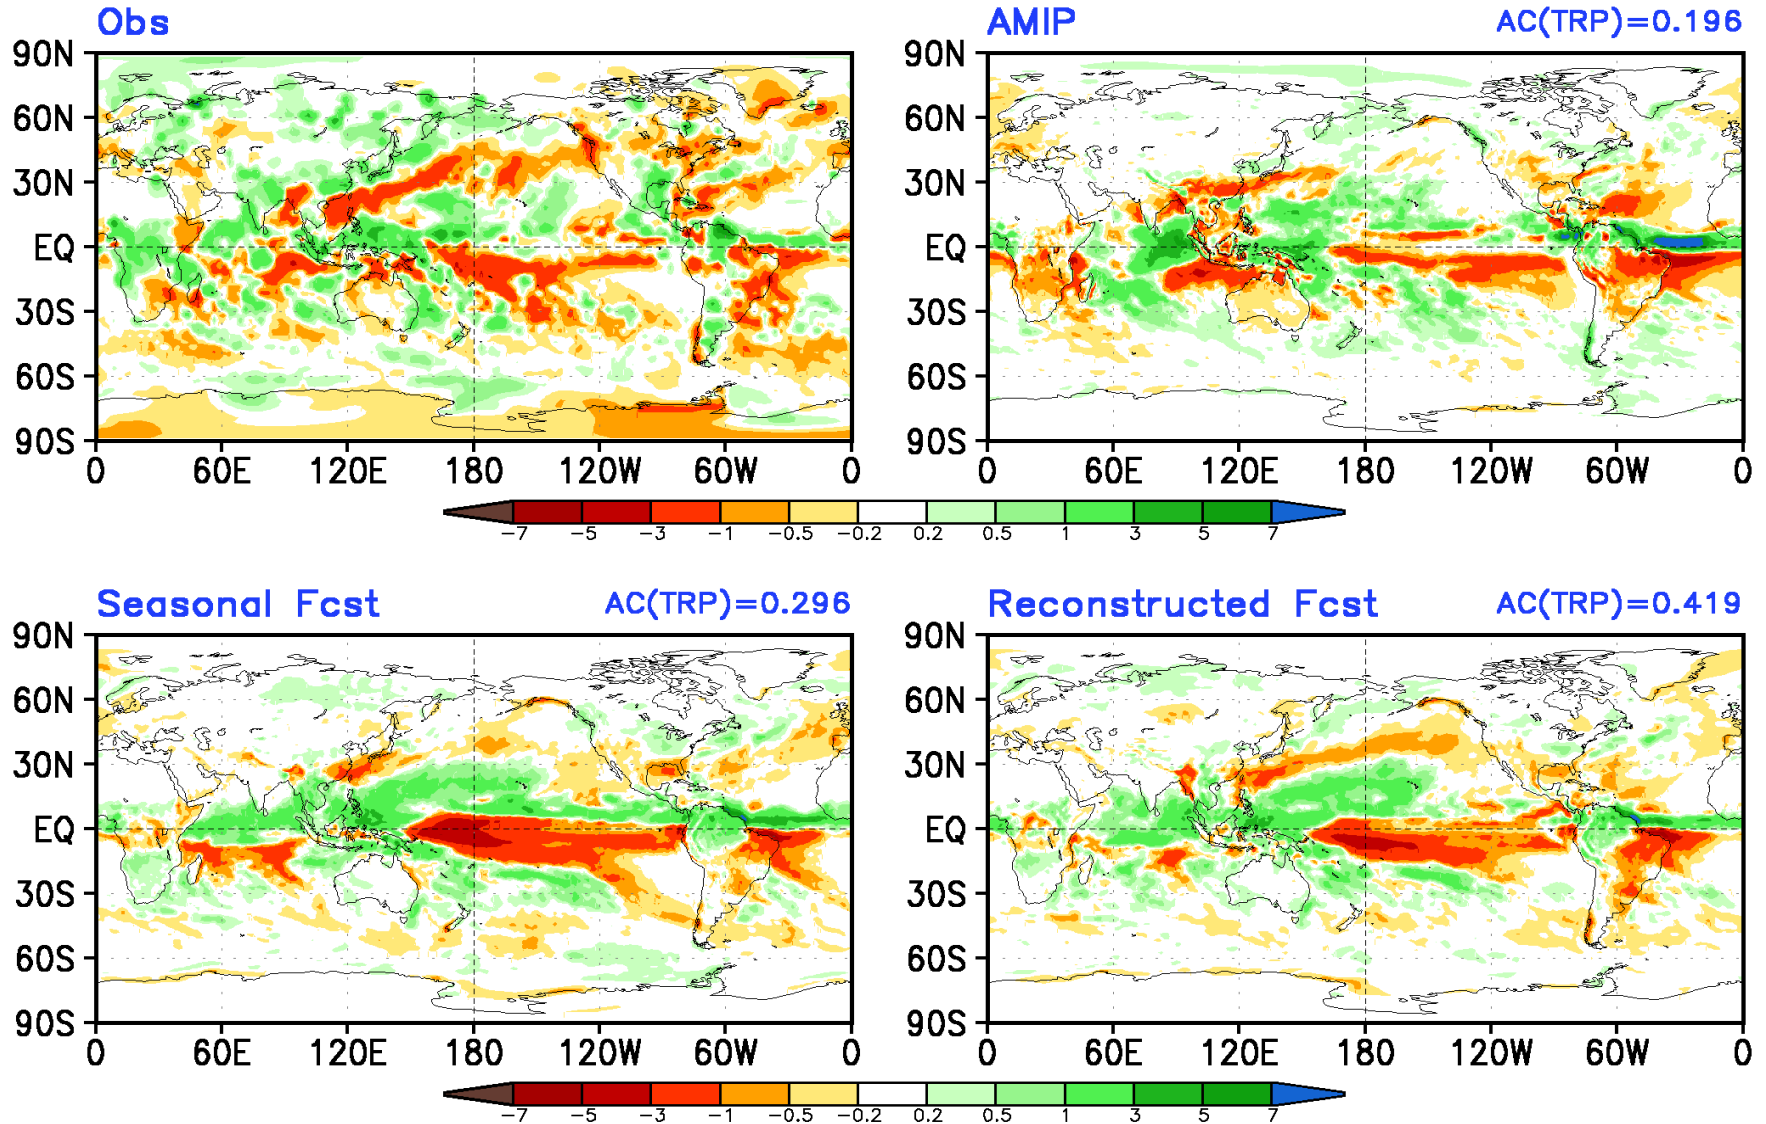 Obs
AMIP AC(TRP)=0.196
90N 90N
60N 60N
30N 30N
EQ EQ
30S 30S
60S 60S
90S 90S
0 60E 120E 180 120W 60W 0 0 60E 120E 180 120W 60W 0
-7 -5 -3 -1 -0.5 -0.2 0.2 0.5 1 3 5 7
Seasonal Fcst AC(TRP)=0.296
Reconstructed Fcst AC(TRP)=0.419
90N 90N
60N 60N
30N 30N
EQ EQ
30S 30S
60S 60S
90S 90S
0 60E 120E 180 120W 60W 0 0 60E 120E 180 120W 60W 0
-7 -5 -3 -1 -0.5 -0.2 0.2 0.5 1 3 5 7